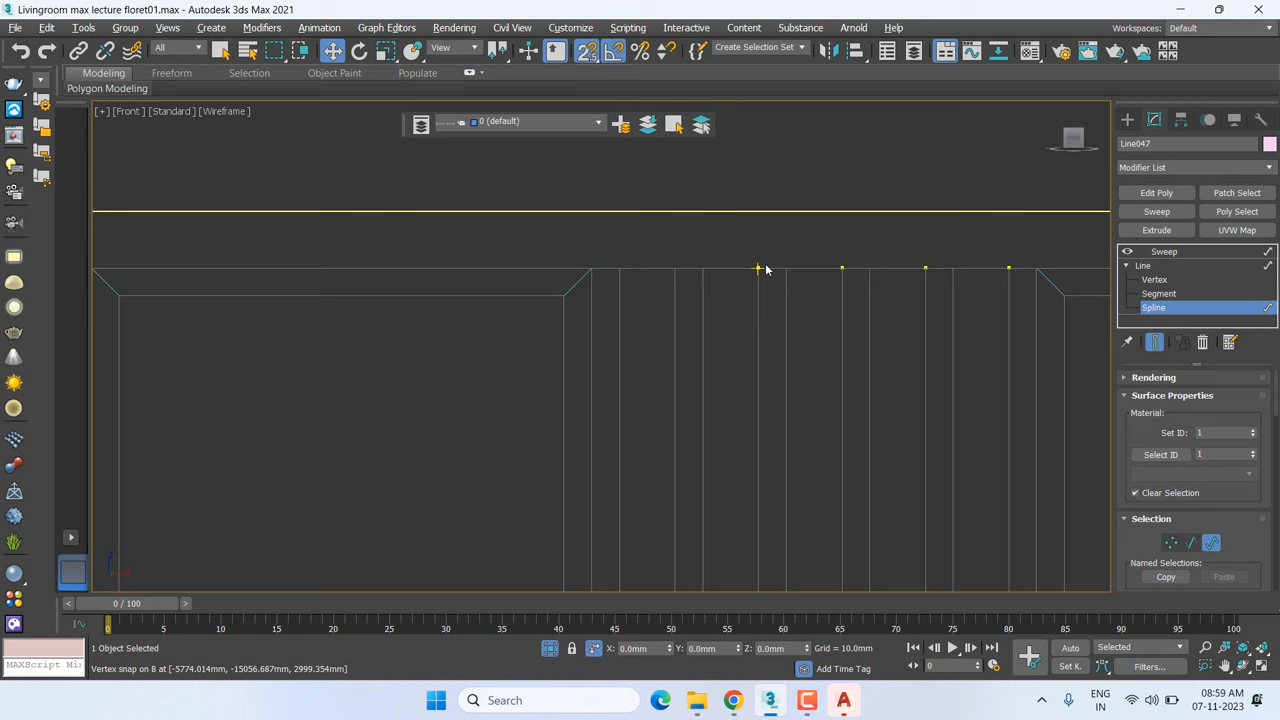 Livingroom max lecture floret01.max - Autodesk 3ds Max 2021
File Edit Tools Group Views Create Modifiers Animation Graph Editors Rendering Civil View Customize Scripting Interactive Content Substance Arnold Help
Workspaces: Default
All View Create Selection Set
Modeling Freeform Selection Object Paint Populate
Polygon Modeling
[+] [Front ] [Standard ] [Wireframe ]
0 (default)
FRONT
Line047
Modifier List
Edit Poly Patch Select
Sweep Poly Select
Extrude UVW Map
Sweep
Line
Vertex
Segment
Spline
Rendering
Surface Properties
Material:
Set ID: 1
Select ID 1
Clear Selection
Selection
Named Selections:
Copy Paste
< 0 / 100 >
0 5 10 15 20 25 30 35 40 45 50 55 60 65 70 75 80 85 90 95 100
1 Object Selected
X: 0.0mm Y: 0.0mm Z: 0.0mm Grid = 10.0mm
Auto Selected
MAXScript Mi
Vertex snap on B at [-5774.014mm, -15056.687mm, 2999.354mm]
Add Time Tag
0
Set K. Filters...
Search
ENG
IN
08:59 AM
07-11-2023